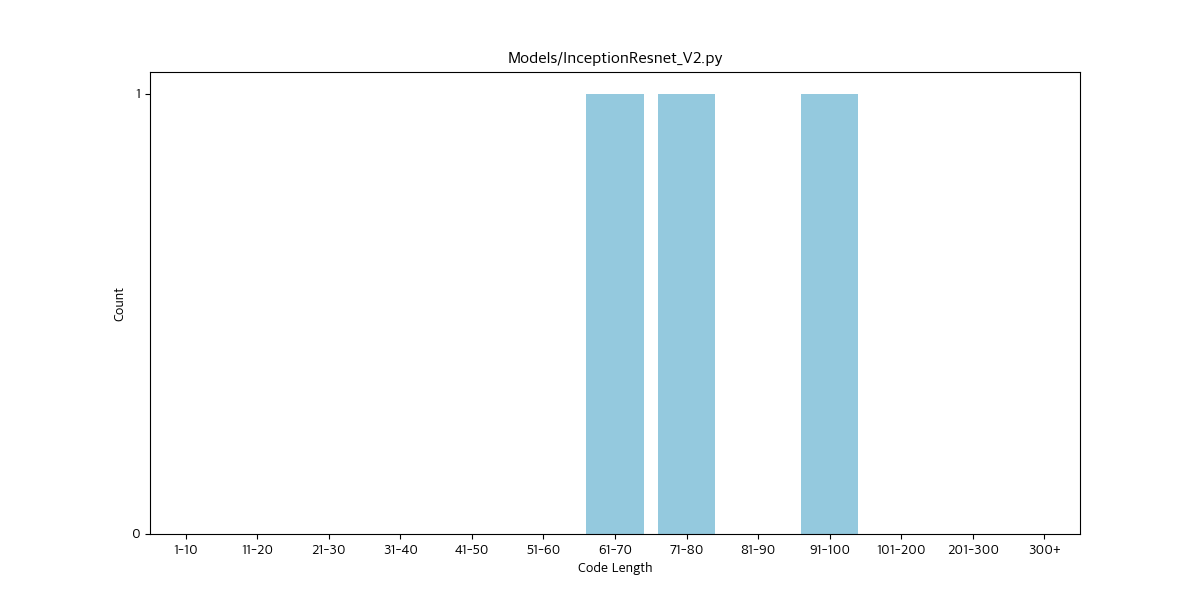 Models/InceptionResnet_V2.py
1
Count
0
1-10 11-20 21-30 31-40 41-50 51-60 61-70 71-80 81-90 91-100 101-200 201-300 300+
Code Length